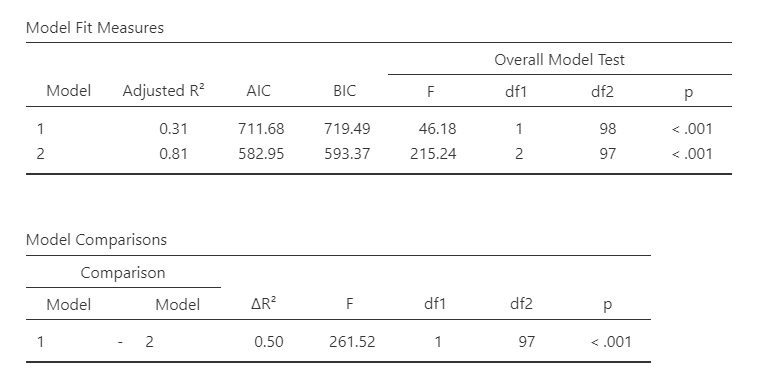 Model Fit Measures
Overall Model Test
Model Adjusted R² AIC BIC F df1 df2 p
1 0.31 711.68 719.49 46.18 1 98 < .001
2 0.81 582.95 593.37 215.24 2 97 < .001
Model Comparisons
Comparison
Model Model ΔR² F df1 df2 p
1 - 2 0.50 261.52 1 97 < .001